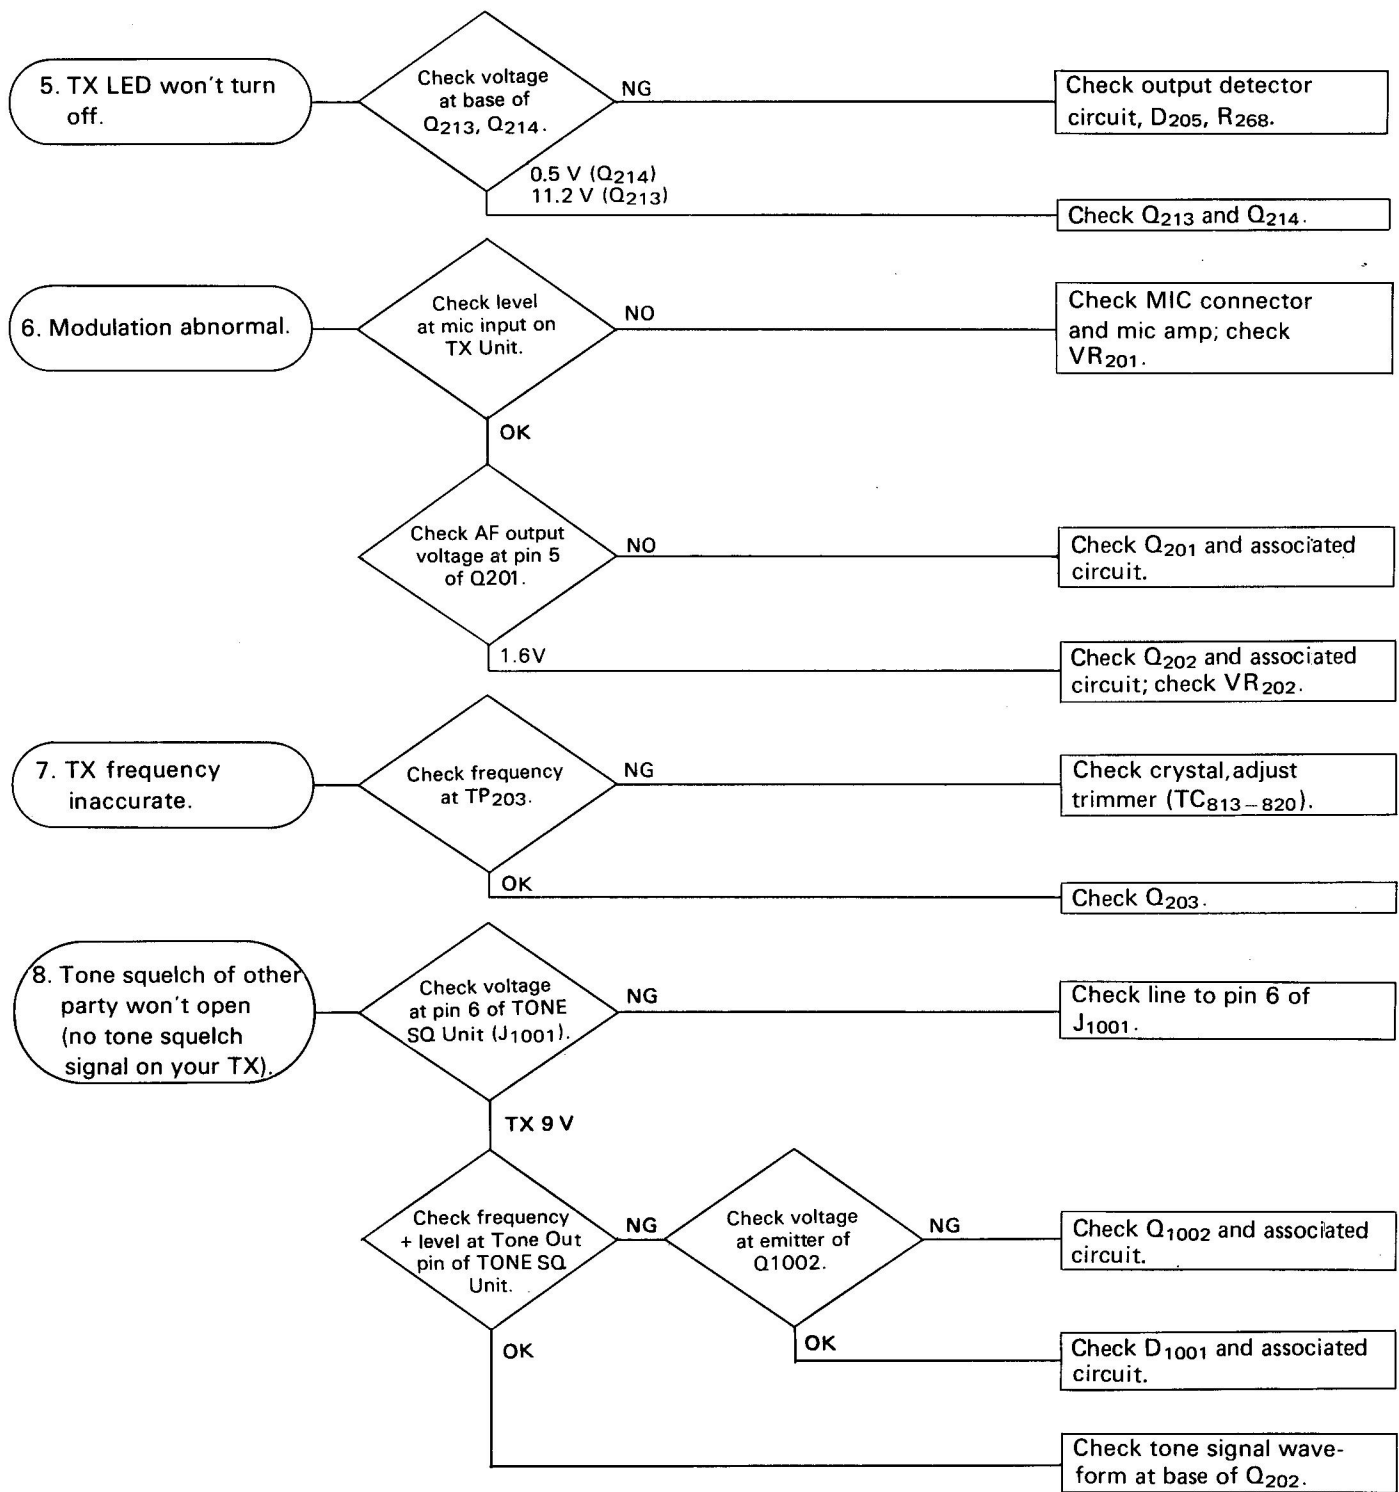 5. TX LED won't turn
off.
Check voltage
at base of
Q213, Q214.
NG
Check output detector
circuit, D205, R268.
0.5 V (Q214)
11.2 V (Q213)
Check Q213 and Q214.
6. Modulation abnormal.
Check level
at mic input on
TX Unit.
NO
Check MIC connector
and mic amp; check
VR201.
OK
Check AF output
voltage at pin 5
of Q201.
NO
Check Q201 and associated
circuit.
1.6V
Check Q202 and associated
circuit; check VR202.
7. TX frequency
inaccurate.
Check frequency
at TP203.
NG
Check crystal, adjust
trimmer (TC813–820).
OK
Check Q203.
8. Tone squelch of other
party won't open
(no tone squelch
signal on your TX).
Check voltage
at pin 6 of TONE
SQ Unit (J1001).
NG
Check line to pin 6 of
J1001.
TX 9 V
Check frequency
+ level at Tone Out
pin of TONE SQ
Unit.
NG
Check voltage
at emitter of
Q1002.
NG
Check Q1002 and associated
circuit.
OK
Check D1001 and associated
circuit.
OK
Check tone signal wave-
form at base of Q202.